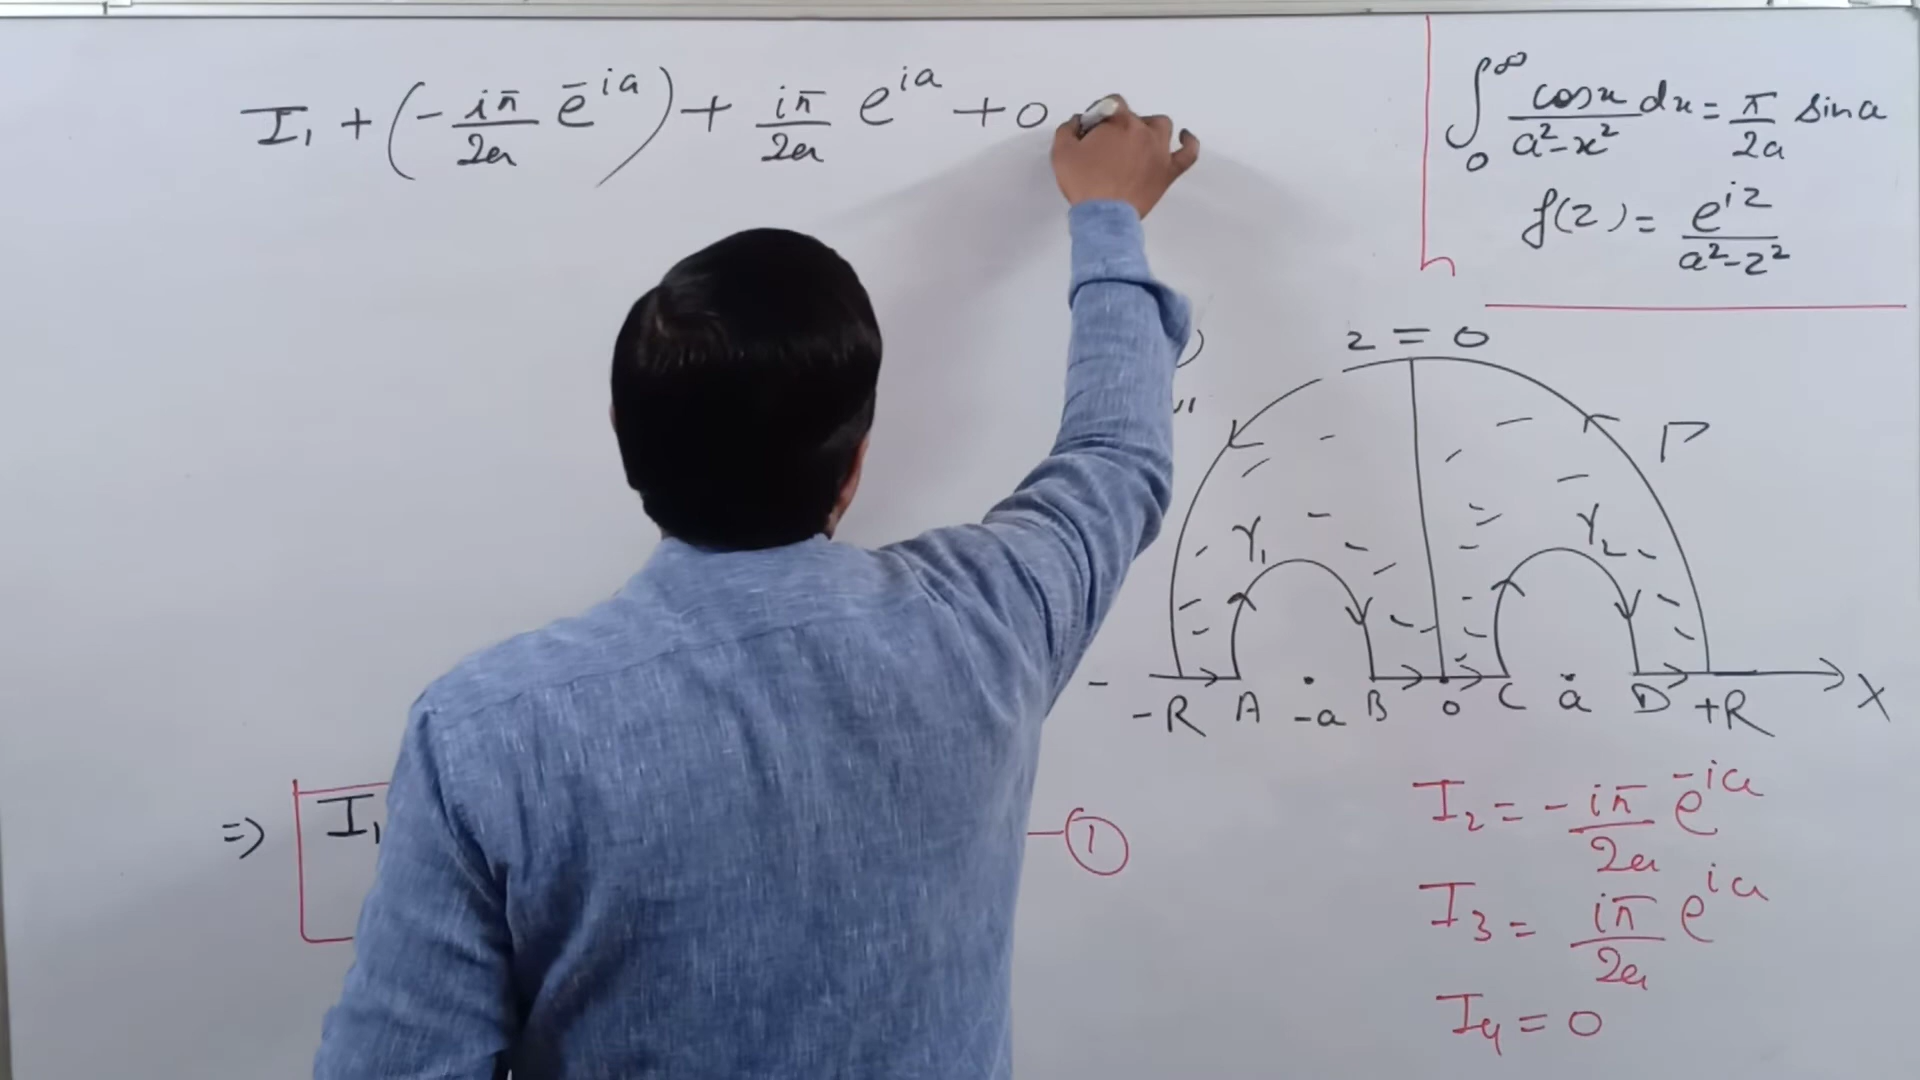 I₁ + (-iπ/2a e^-ia) + iπ/2a e^ia + 0
∫₀^∞ cosx/a²-x² dx = π/2a sina
f(z) = e^iz/a²-z²
z = 0
Γ
γ₁ γ₂
-R A -a B 0 C a D +R X
⇒ I₁ — ①
I₂ = -iπ/2a e^-ia
I₃ = iπ/2a e^ia
I₄ = 0